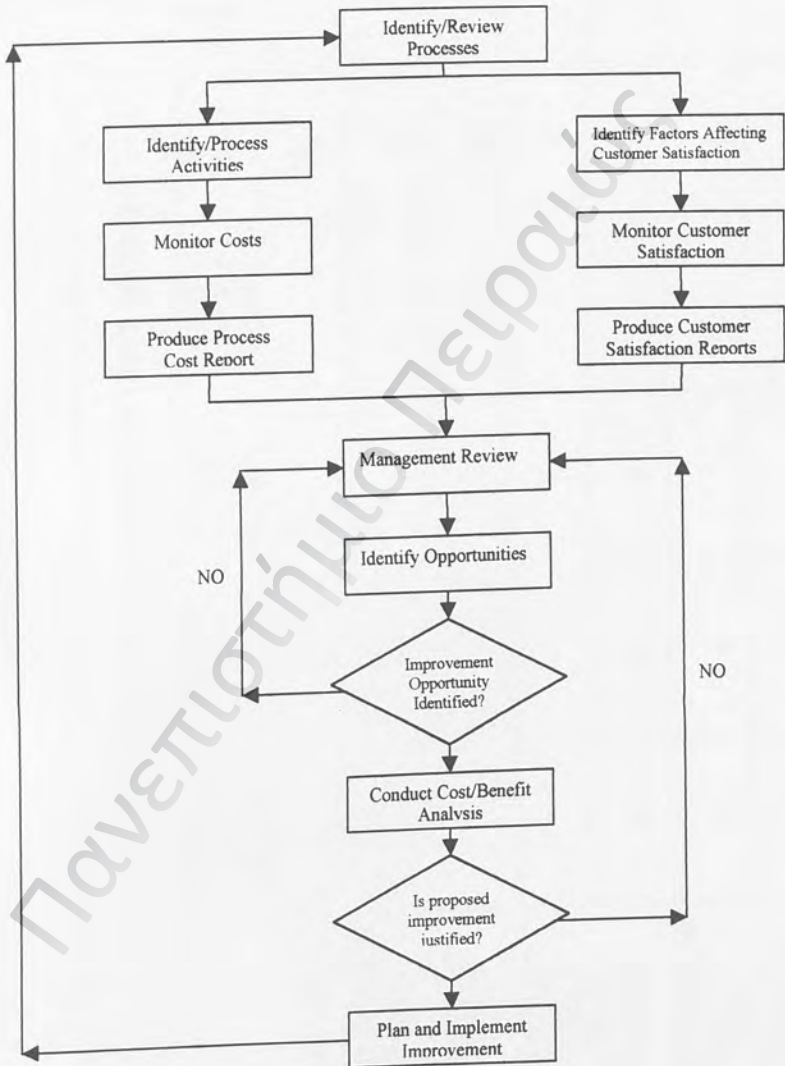 Identify/Review
Processes
Identify/Process
Activities
Identify Factors Affecting
Customer Satisfaction
Monitor Costs
Monitor Customer
Satisfaction
Produce Process
Cost Report
Produce Customer
Satisfaction Reports
Management Review
Identify Opportunities
NO
Improvement
Opportunity
Identified?
NO
Conduct Cost/Benefit
Analysis
Is proposed
improvement
justified?
Plan and Implement
Improvement
Πανεπιστήμιο Πειραιώς